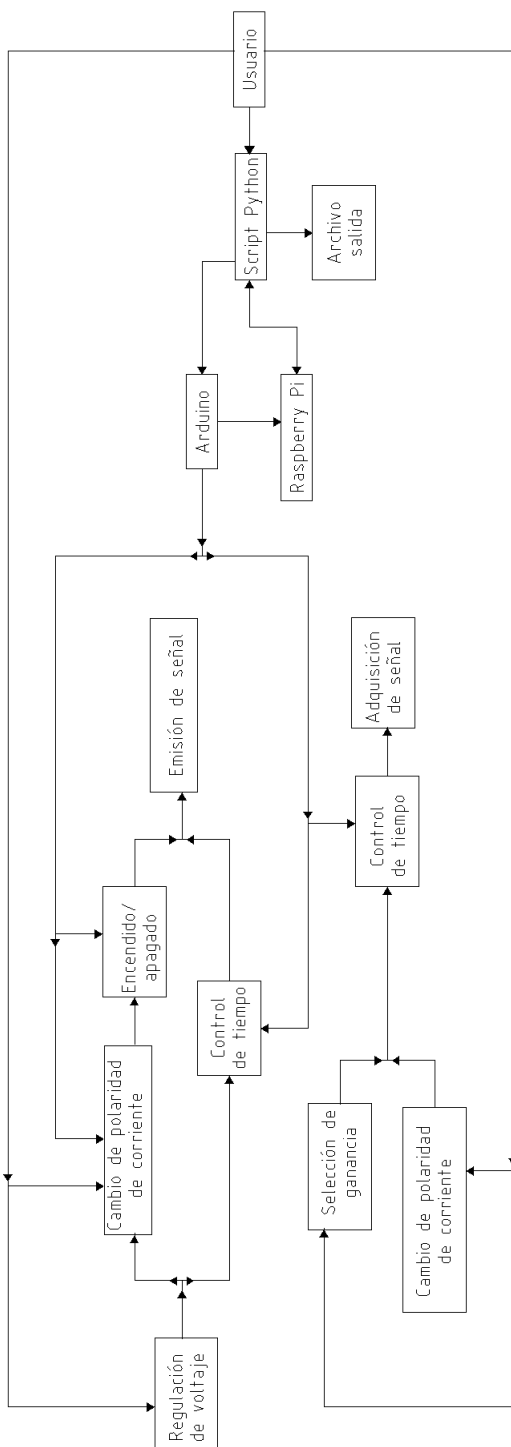 Usuario
Script Python
Archivo
salida
Arduino
Raspberry Pi
Emisión de señal
Adquisición
de señal
Encendido/
apagado
Control
de tiempo
Control
de tiempo
Cambio de polaridad
de corriente
Selección de
ganancia
Cambio de polaridad
de corriente
Regulación
de voltaje